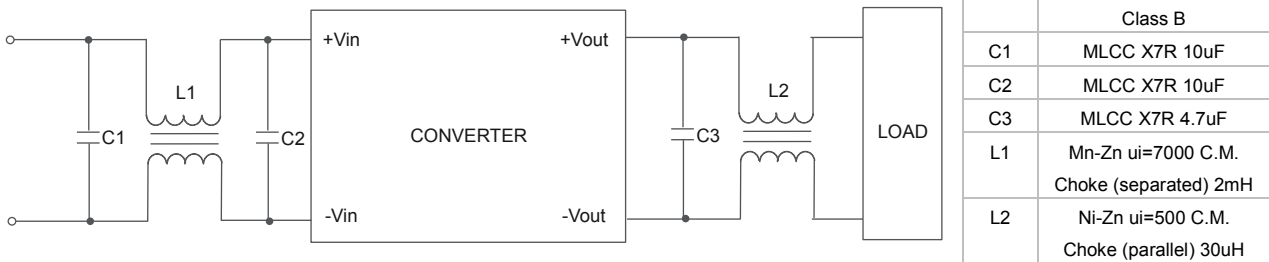 +Vin
+Vout
L1
L2
C1
C2
CONVERTER
C3
LOAD
-Vin
-Vout
Class B
C1 MLCC X7R 10uF
C2 MLCC X7R 10uF
C3 MLCC X7R 4.7uF
L1 Mn-Zn ui=7000 C.M.
Choke (separated) 2mH
L2 Ni-Zn ui=500 C.M.
Choke (parallel) 30uH